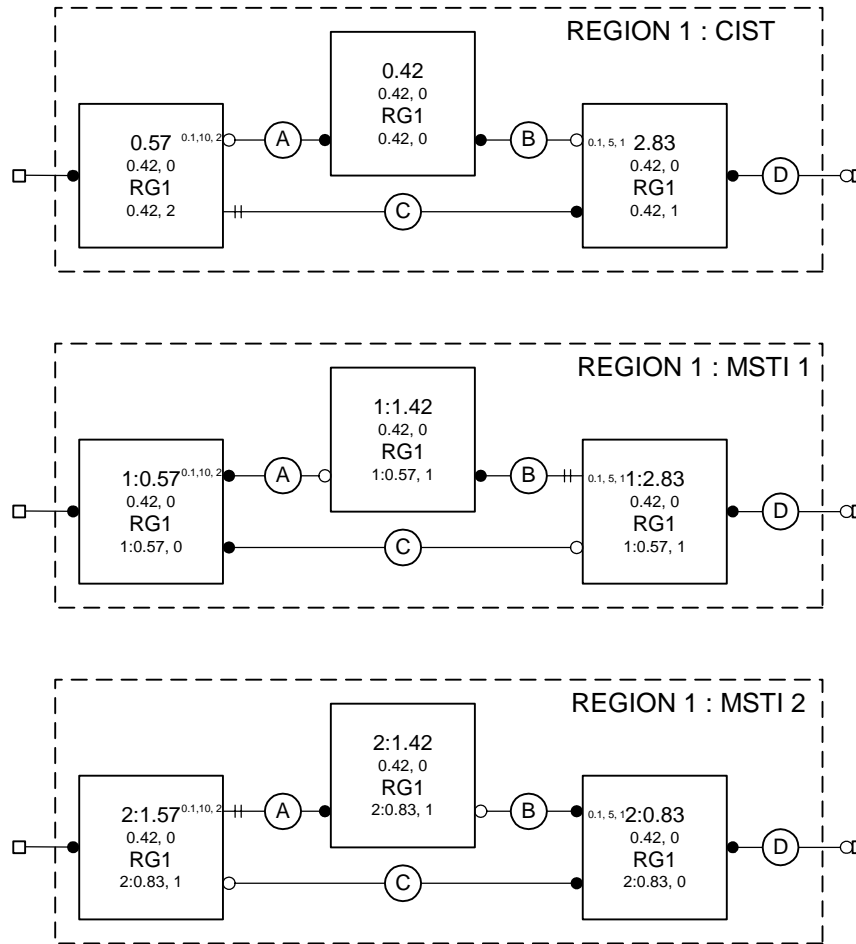 REGION 1 : CIST
0.42
0.42, 0
RG1
0.42, 0
0.57
0.1,10, 2
0.42, 0
RG1
0.42, 2
A
B
0.1, 5, 1
2.83
0.42, 0
RG1
0.42, 1
C
D
REGION 1 : MSTI 1
1:1.42
0.42, 0
RG1
1:0.57, 1
1:0.57
0.1,10, 2
0.42, 0
RG1
1:0.57, 0
A
B
0.1, 5, 1
1:2.83
0.42, 0
RG1
1:0.57, 1
C
D
REGION 1 : MSTI 2
2:1.42
0.42, 0
RG1
2:0.83, 1
2:1.57
0.1,10, 2
0.42, 0
RG1
2:0.83, 1
A
B
0.1, 5, 1
2:0.83
0.42, 0
RG1
2:0.83, 0
C
D